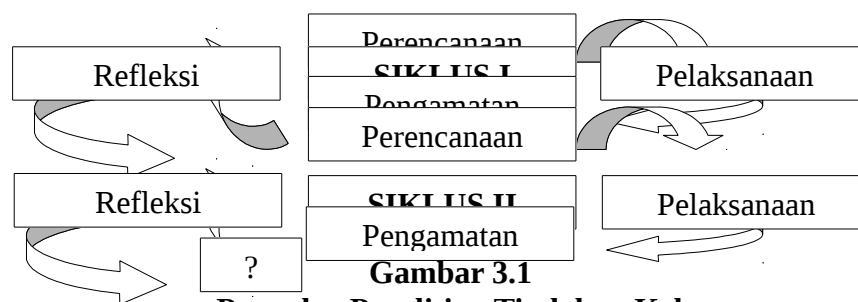 Perencanaan
Refleksi
SIKLUS I
Pelaksanaan
Pengamatan
Perencanaan
Refleksi
SIKLUS II
Pelaksanaan
Pengamatan
?
Gambar 3.1